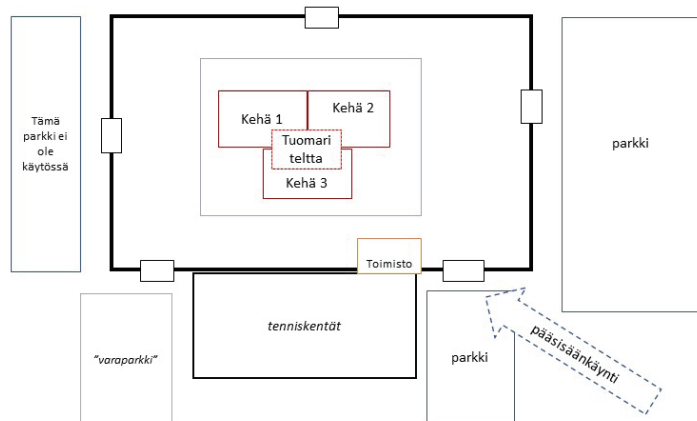 Tämä
parkki ei
ole
käytössä
Kehä 1
Kehä 2
Tuomari
teltta
Kehä 3
parkki
Toimisto
tenniskentät
"varaparkki"
parkki
pääsisäänkäynti